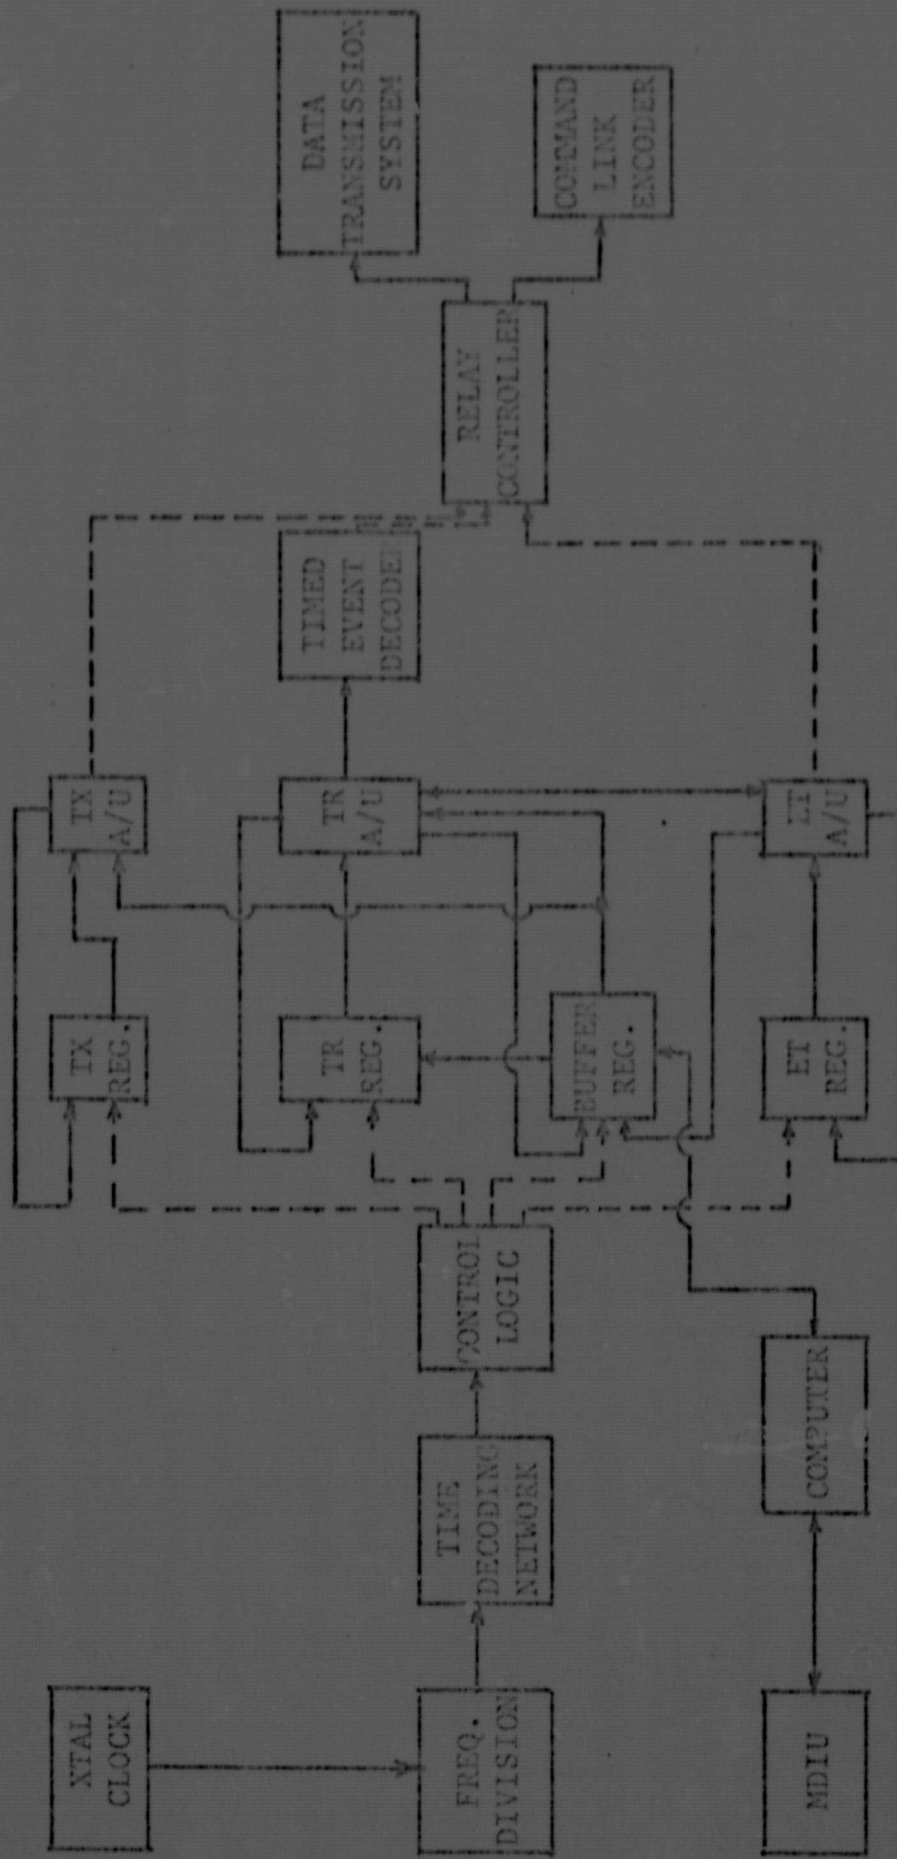 XTAL
CLOCK
FREQ.
DIVISION
MDIU
TIME
DECODING
NETWORK
COMPUTER
CONTROL
LOGIC
TX
REG.
TR
REG.
BUFFER
REG.
ET
REG.
TX
A/U
TR
A/U
ET
A/U
TIMED
EVENT
DECODER
RELAY
CONTROLLER
DATA
TRANSMISSION
SYSTEM
COMMAND
LINK
ENCODER